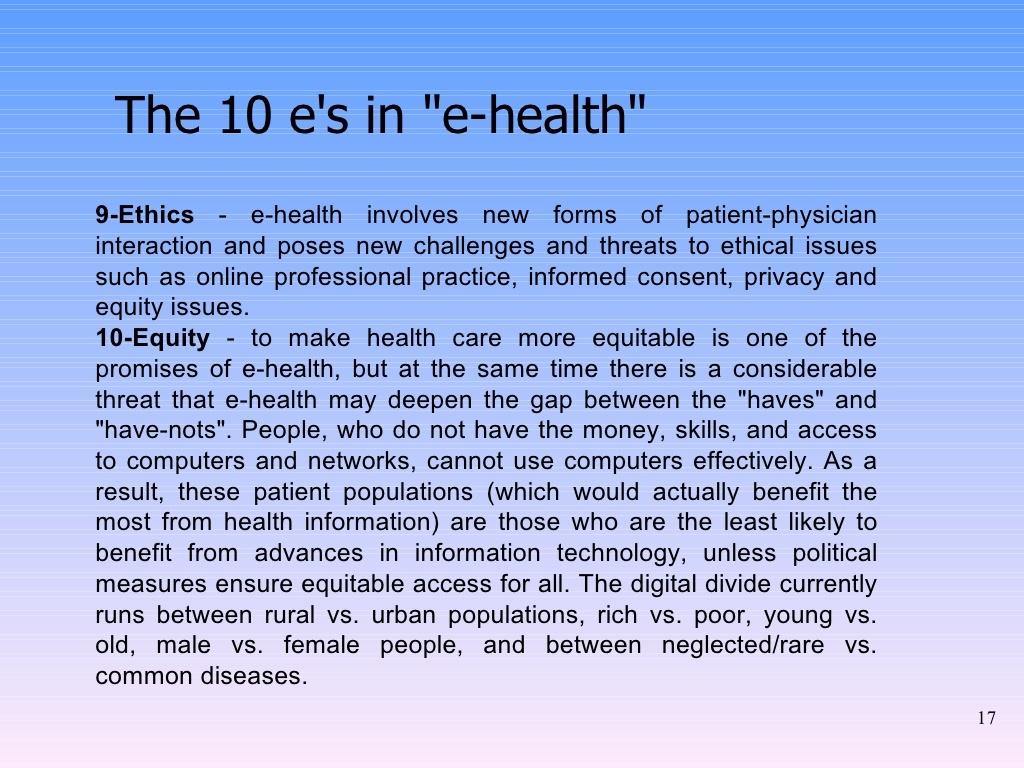 The 10 e's in "e-health"
9-Ethics - e-health involves new forms of patient-physician
interaction and poses new challenges and threats to ethical issues
such as online professional practice, informed consent, privacy and
equity issues.
10-Equity - to make health care more equitable is one of the
promises of e-health, but at the same time there is a considerable
threat that e-health may deepen the gap between the "haves" and
"have-nots". People, who do not have the money, skills, and access
to computers and networks, cannot use computers effectively. As a
result, these patient populations (which would actually benefit the
most from health information) are those who are the least likely to
benefit from advances in information technology, unless political
measures ensure equitable access for all. The digital divide currently
runs between rural vs. urban populations, rich vs. poor, young vs.
old, male vs. female people, and between neglected/rare vs.
common diseases.
17